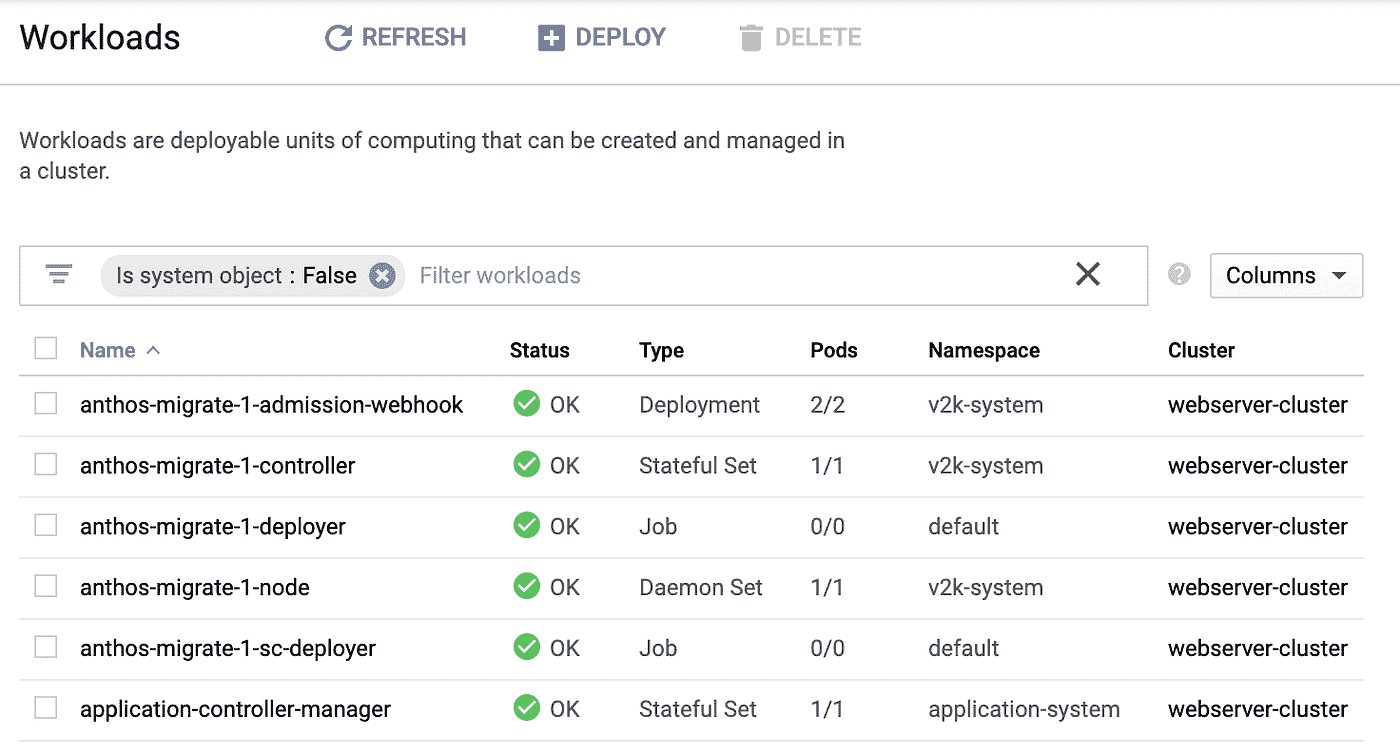 Workloads REFRESH DEPLOY DELETE
Workloads are deployable units of computing that can be created and managed in
a cluster.
Is system object : False Filter workloads ? Columns
Name Status Type Pods Namespace Cluster
anthos-migrate-1-admission-webhook OK Deployment 2/2 v2k-system webserver-cluster
anthos-migrate-1-controller OK Stateful Set 1/1 v2k-system webserver-cluster
anthos-migrate-1-deployer OK Job 0/0 default webserver-cluster
anthos-migrate-1-node OK Daemon Set 1/1 v2k-system webserver-cluster
anthos-migrate-1-sc-deployer OK Job 0/0 default webserver-cluster
application-controller-manager OK Stateful Set 1/1 application-system webserver-cluster